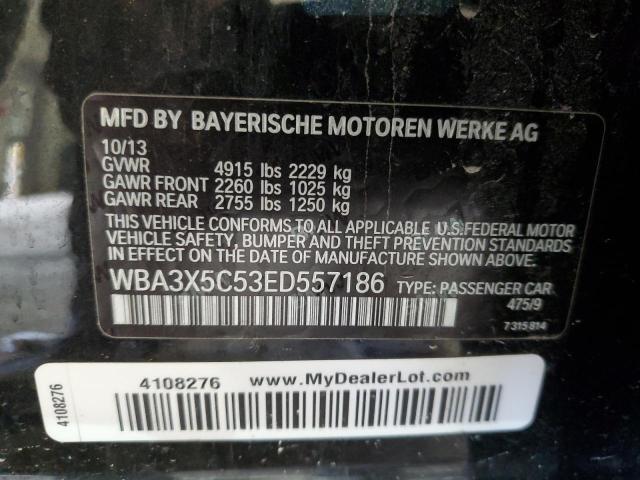 MFD BY BAYERISCHE MOTOREN WERKE AG
10/13
GVWR 4915 lbs 2229 kg
GAWR FRONT 2260 lbs 1025 kg
GAWR REAR 2755 lbs 1250 kg
THIS VEHICLE CONFORMS TO ALL APPLICABLE U.S. FEDERAL MOTOR
VEHICLE SAFETY, BUMPER AND THEFT PREVENTION STANDARDS
IN EFFECT ON THE DATE OF MANUFACTURE SHOWN ABOVE.
WBA3X5C53ED557186 TYPE: PASSENGER CAR
475/9
7 315 814
4108276 www.MyDealerLot.com
4108276